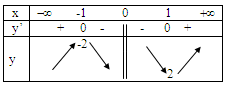 x -∞ -1 0 1 +∞
y' + 0 - - 0 +
-2
y
2